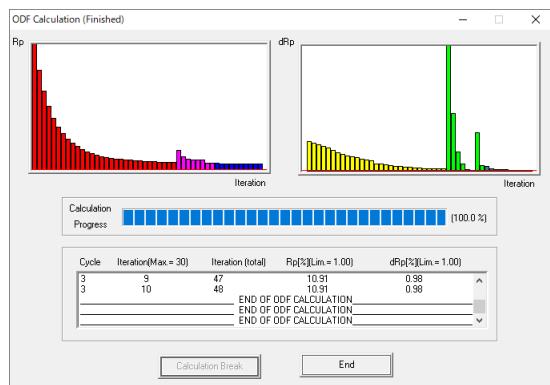 ODF Calculation (Finished)
Rp
dRp
Iteration
Iteration
Calculation
Progress
(100.0 %)
Cycle Iteration(Max.= 30) Iteration (total) Rp[%](Lim.= 1.00) dRp[%](Lim.= 1.00)
3 9 47 10.91 0.98
3 10 48 10.91 0.98
END OF ODF CALCULATION
END OF ODF CALCULATION
END OF ODF CALCULATION
Calculation Break
End